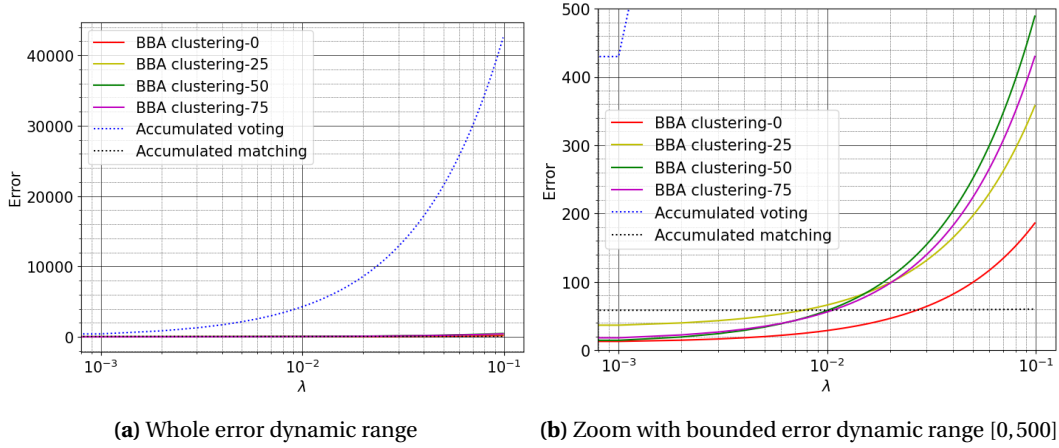 40000
30000
20000
10000
0
Error
BBA clustering-0
BBA clustering-25
BBA clustering-50
BBA clustering-75
Accumulated voting
Accumulated matching
10⁻³
10⁻²
10⁻¹
λ
(a) Whole error dynamic range
500
400
300
200
100
0
Error
BBA clustering-0
BBA clustering-25
BBA clustering-50
BBA clustering-75
Accumulated voting
Accumulated matching
10⁻³
10⁻²
10⁻¹
λ
(b) Zoom with bounded error dynamic range [0,500]